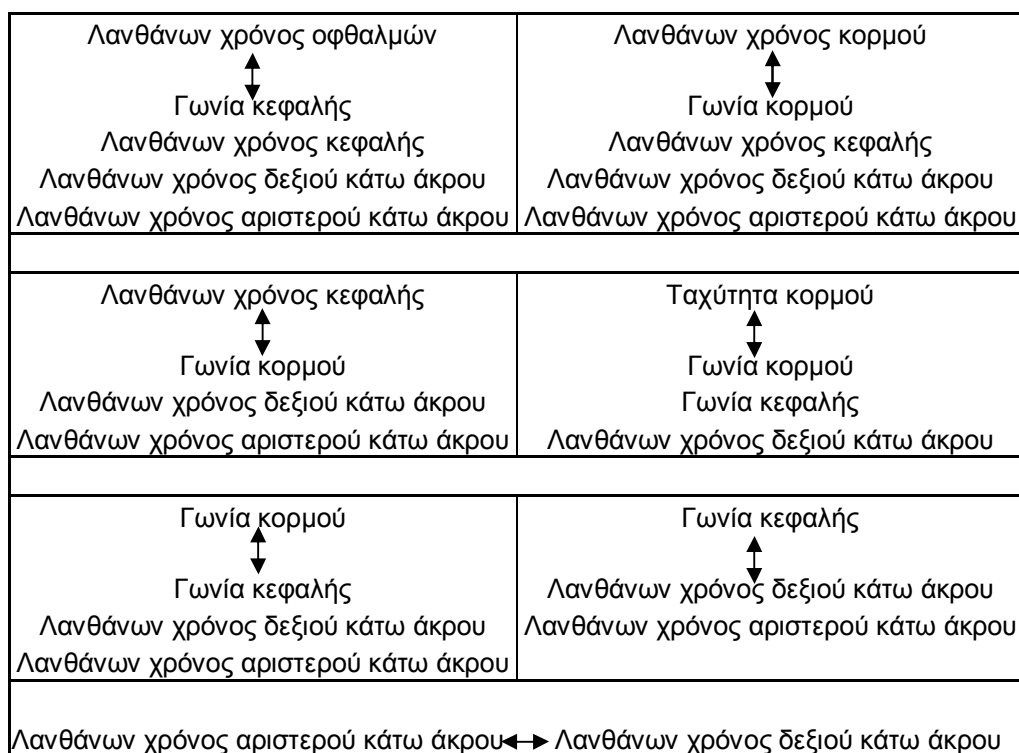 Λανθάνων χρόνος οφθαλμών
Γωνία κεφαλής
Λανθάνων χρόνος κεφαλής
Λανθάνων χρόνος δεξιού κάτω άκρου
Λανθάνων χρόνος αριστερού κάτω άκρου
Λανθάνων χρόνος κορμού
Γωνία κορμού
Λανθάνων χρόνος κεφαλής
Λανθάνων χρόνος δεξιού κάτω άκρου
Λανθάνων χρόνος αριστερού κάτω άκρου
Λανθάνων χρόνος κεφαλής
Γωνία κορμού
Λανθάνων χρόνος δεξιού κάτω άκρου
Λανθάνων χρόνος αριστερού κάτω άκρου
Ταχύτητα κορμού
Γωνία κορμού
Γωνία κεφαλής
Λανθάνων χρόνος δεξιού κάτω άκρου
Γωνία κορμού
Γωνία κεφαλής
Λανθάνων χρόνος δεξιού κάτω άκρου
Λανθάνων χρόνος αριστερού κάτω άκρου
Γωνία κεφαλής
Λανθάνων χρόνος δεξιού κάτω άκρου
Λανθάνων χρόνος αριστερού κάτω άκρου
Λανθάνων χρόνος αριστερού κάτω άκρου ↔ Λανθάνων χρόνος δεξιού κάτω άκρου